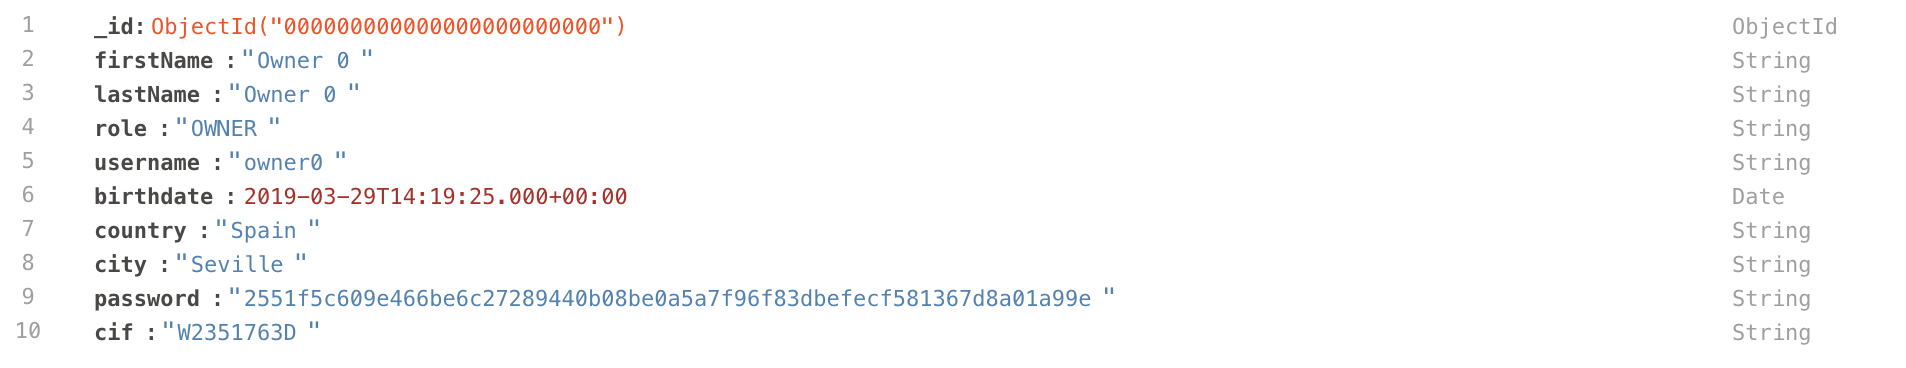 1 _id: ObjectId("000000000000000000000000") ObjectId
2 firstName : "Owner 0 " String
3 lastName : "Owner 0 " String
4 role : "OWNER " String
5 username : "owner0 " String
6 birthdate : 2019-03-29T14:19:25.000+00:00 Date
7 country : "Spain " String
8 city : "Seville " String
9 password : "2551f5c609e466be6c27289440b08be0a5a7f96f83dbefecf581367d8a01a99e " String
10 cif : "W2351763D " String